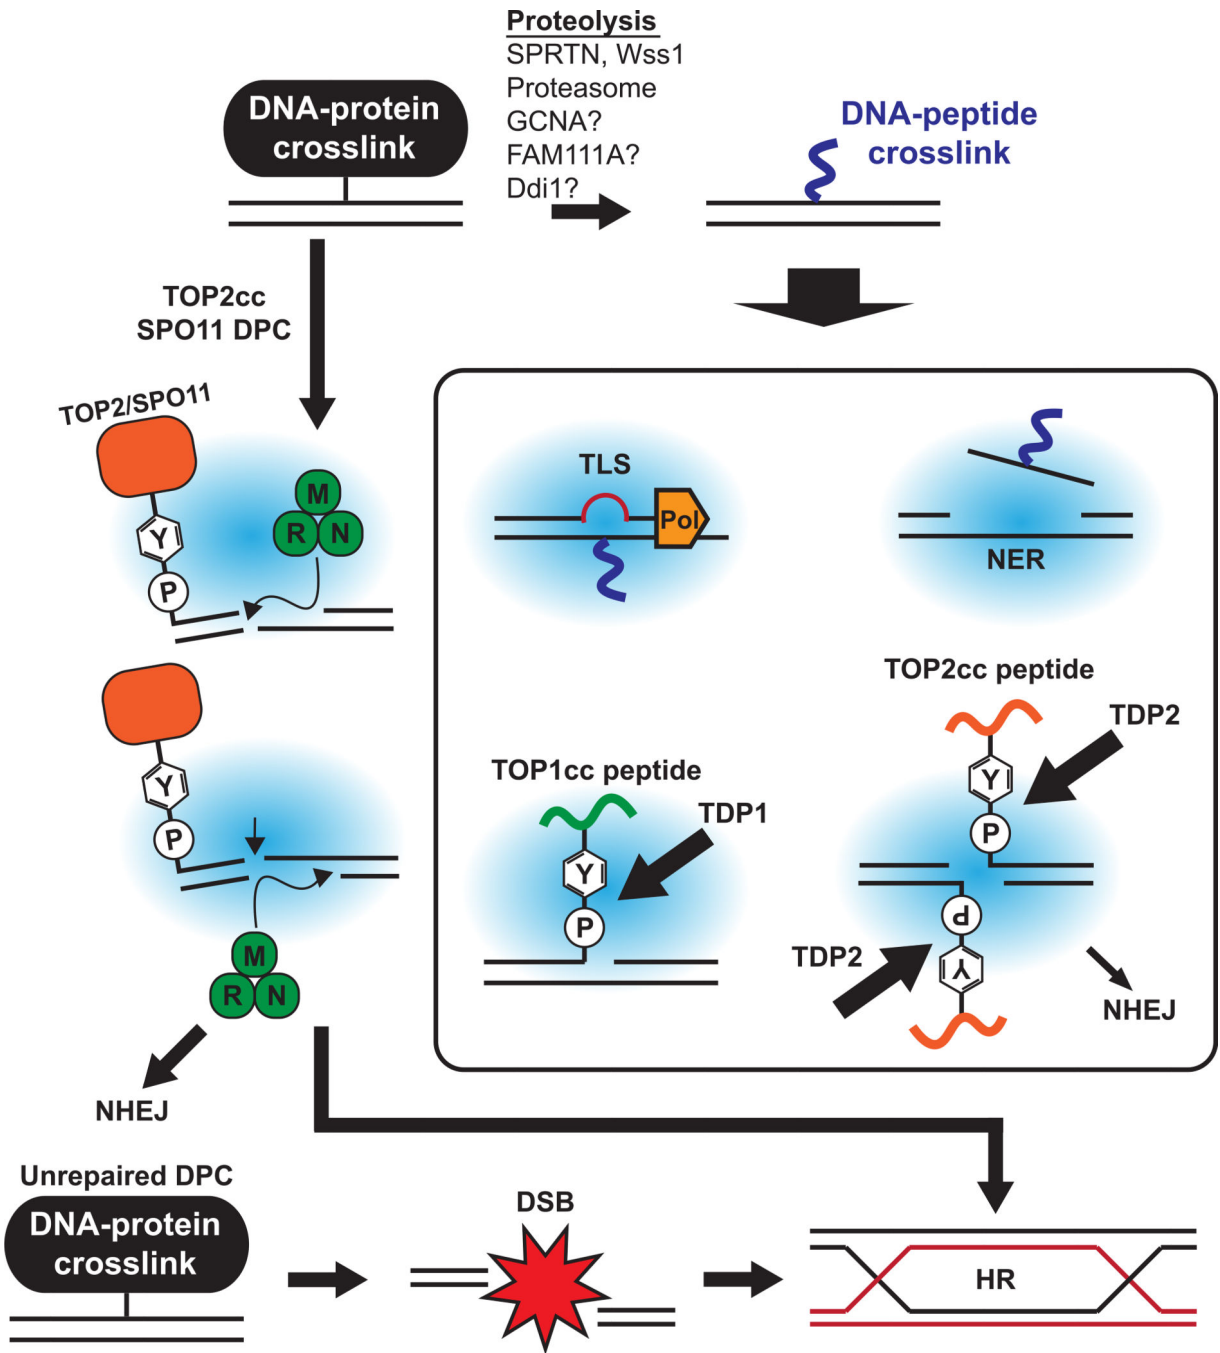 Proteolysis
SPRTN, Wss1
Proteasome
GCNA?
FAM111A?
Ddi1?
DNA-protein
crosslink
DNA-peptide
crosslink
TOP2cc
SPO11 DPC
TOP2/SPO11
Y
P
M
R N
TLS
Pol
NER
Y
P
M
R N
NHEJ
TOP1cc peptide
TDP1
Y
P
TOP2cc peptide
TDP2
Y
P
P
Y
TDP2
NHEJ
Unrepaired DPC
DNA-protein
crosslink
DSB
HR